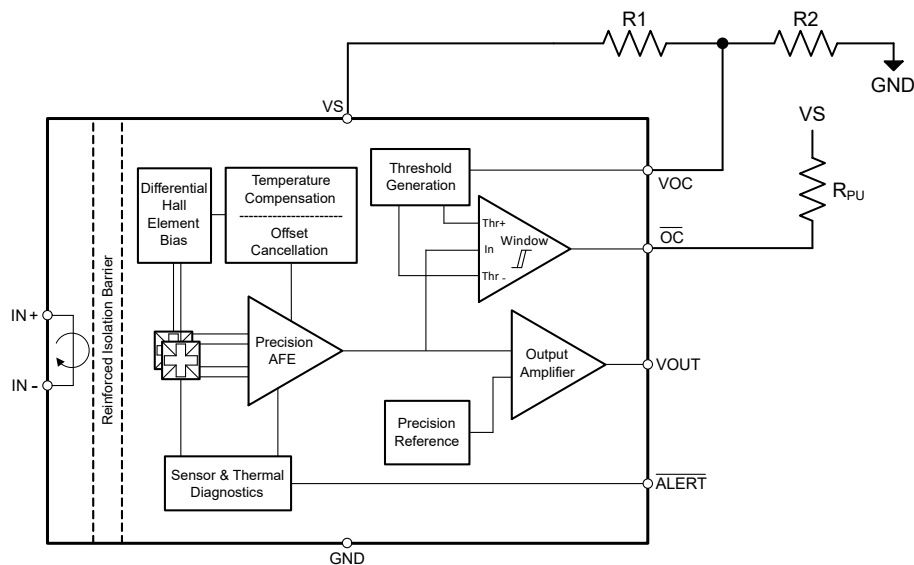 R1
R2
GND
VS
VS
R_PU
Reinforced Isolation Barrier
Differential
Hall
Element
Bias
Temperature
Compensation
Offset
Cancellation
Threshold
Generation
VOC
Thr+
In
Window
Thr -
OC
IN+
IN -
Precision
AFE
Output
Amplifier
VOUT
Precision
Reference
Sensor & Thermal
Diagnostics
ALERT
GND